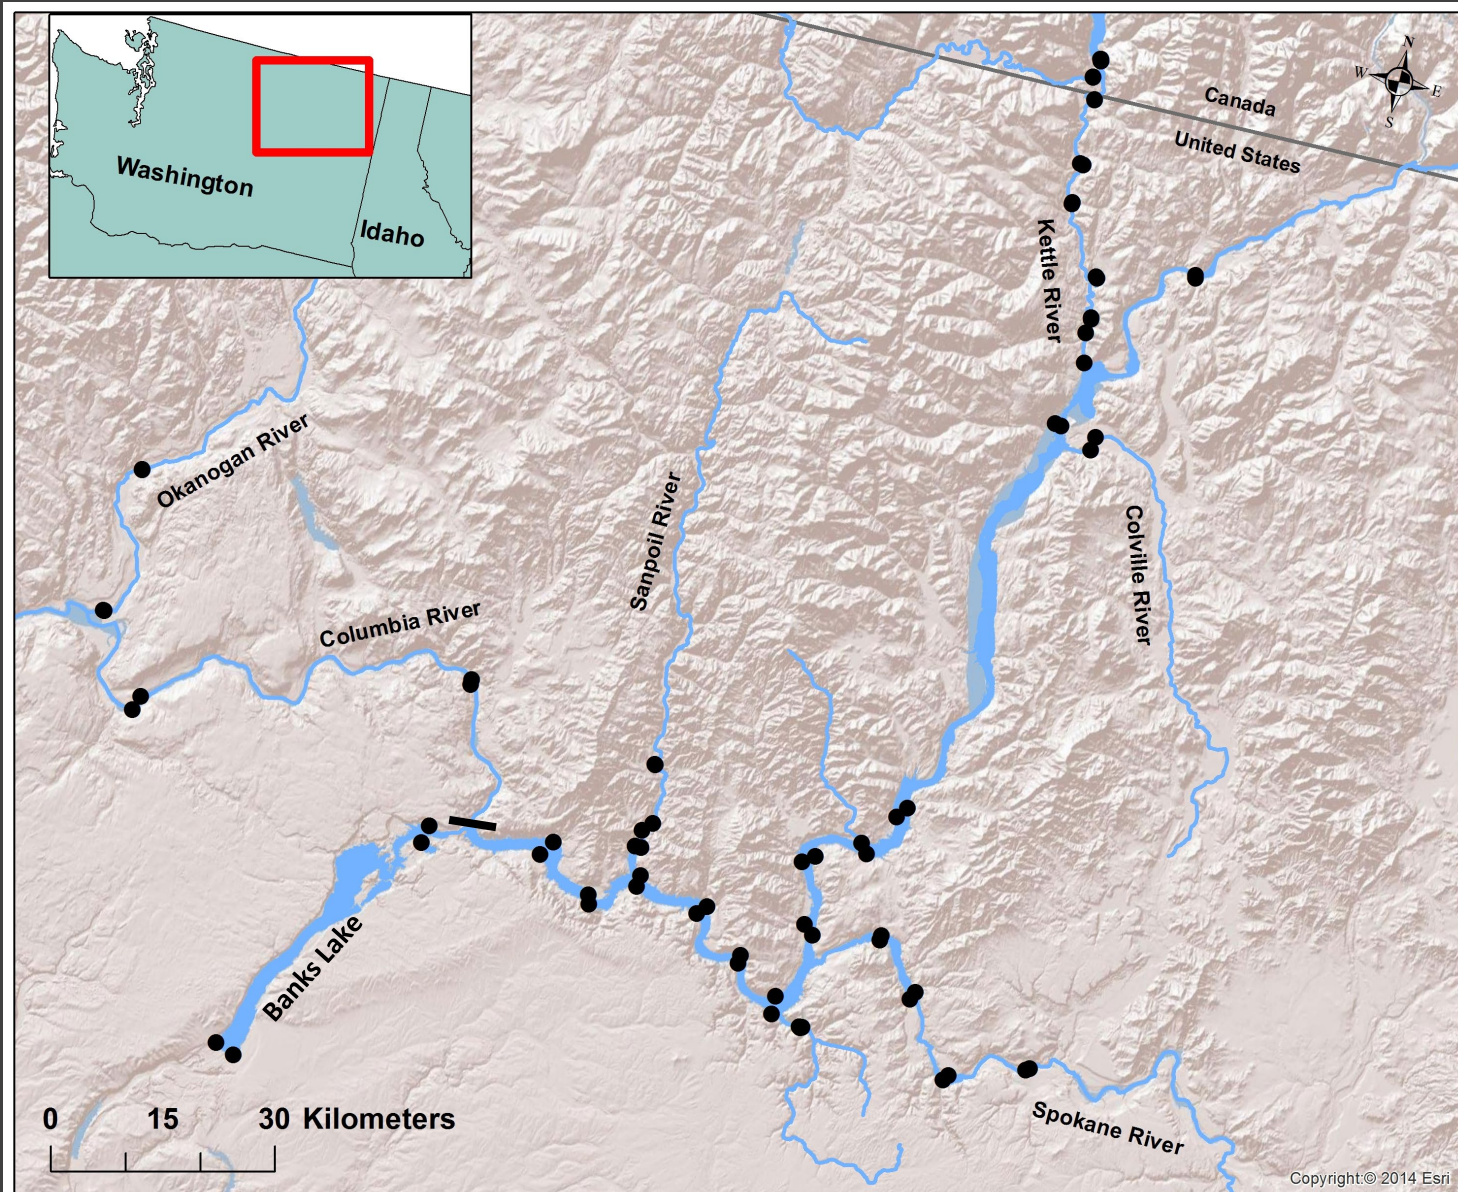 Washington
Idaho
N
W
E
S
Canada
United States
Kettle River
Okanogan River
Sanpoil River
Colville River
Columbia River
Banks Lake
0 15 30 Kilometers
Spokane River
Copyright:© 2014 Esri